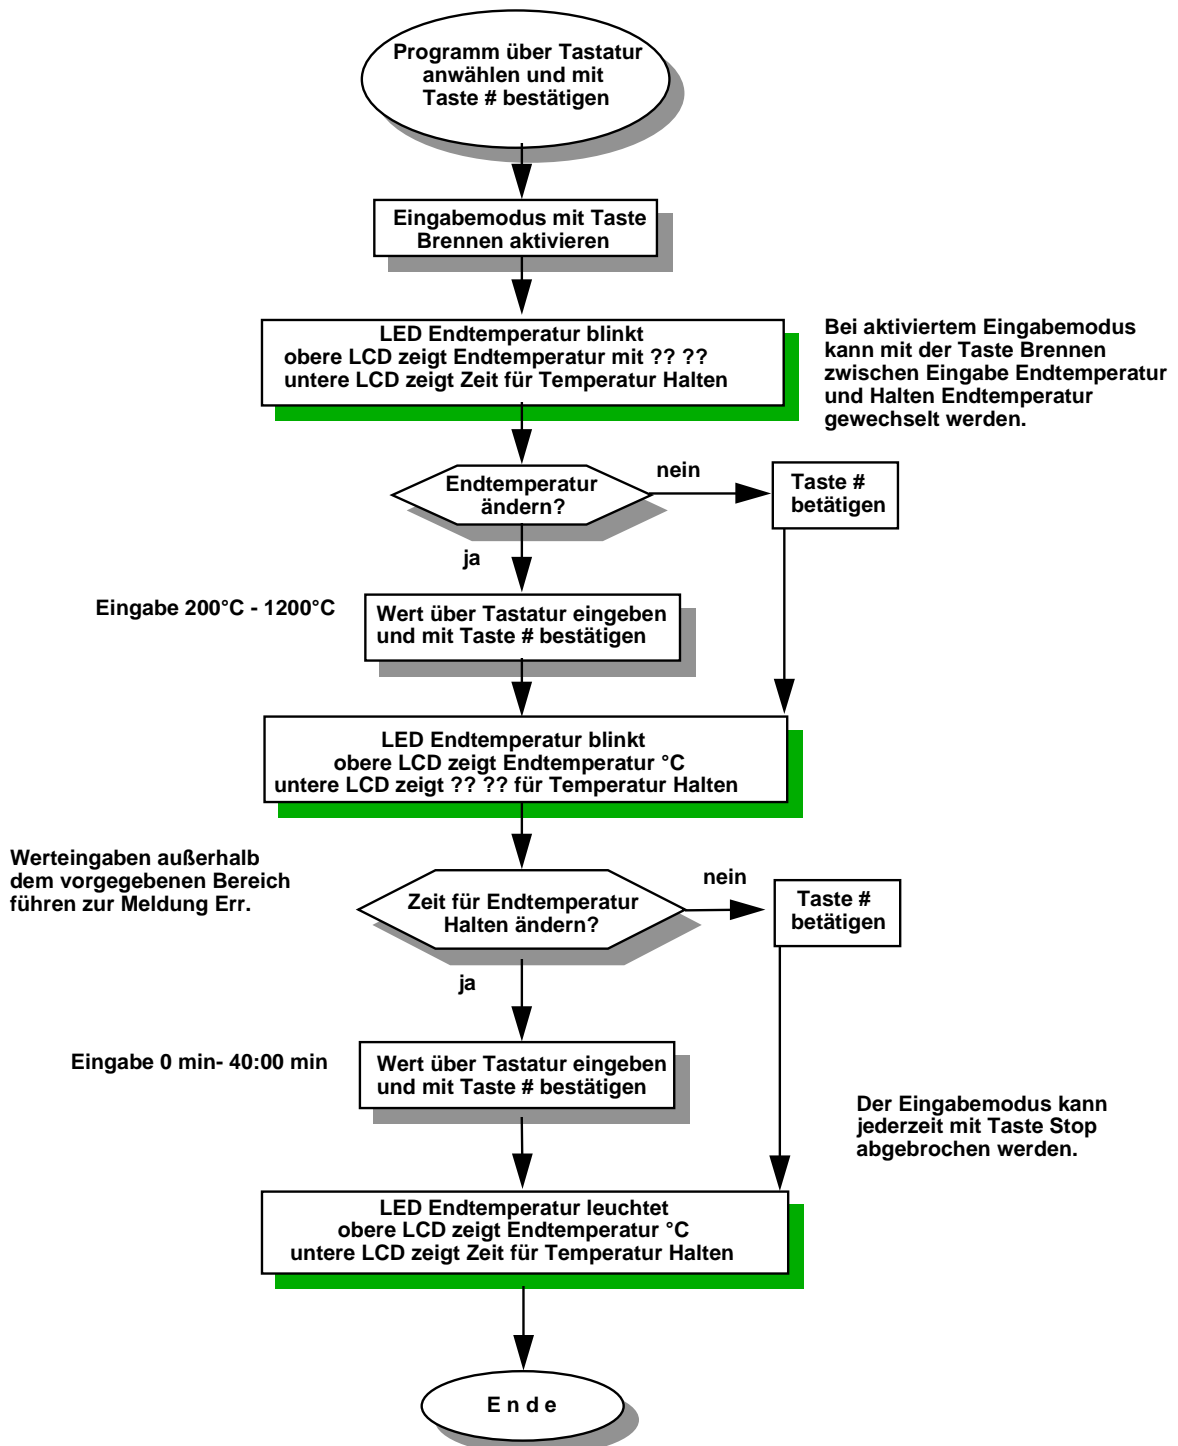 Programm über Tastatur
anwählen und mit
Taste # bestätigen
Eingabemodus mit Taste
Brennen aktivieren
LED Endtemperatur blinkt
obere LCD zeigt Endtemperatur mit ?? ??
untere LCD zeigt Zeit für Temperatur Halten
Bei aktiviertem Eingabemodus
kann mit der Taste Brennen
zwischen Eingabe Endtemperatur
und Halten Endtemperatur
gewechselt werden.
Endtemperatur
ändern?
nein
Taste #
betätigen
ja
Eingabe 200°C - 1200°C
Wert über Tastatur eingeben
und mit Taste # bestätigen
LED Endtemperatur blinkt
obere LCD zeigt Endtemperatur °C
untere LCD zeigt ?? ?? für Temperatur Halten
Werteingaben außerhalb
dem vorgegebenen Bereich
führen zur Meldung Err.
Zeit für Endtemperatur
Halten ändern?
nein
Taste #
betätigen
ja
Eingabe 0 min- 40:00 min
Wert über Tastatur eingeben
und mit Taste # bestätigen
Der Eingabemodus kann
jederzeit mit Taste Stop
abgebrochen werden.
LED Endtemperatur leuchtet
obere LCD zeigt Endtemperatur °C
untere LCD zeigt Zeit für Temperatur Halten
E n d e